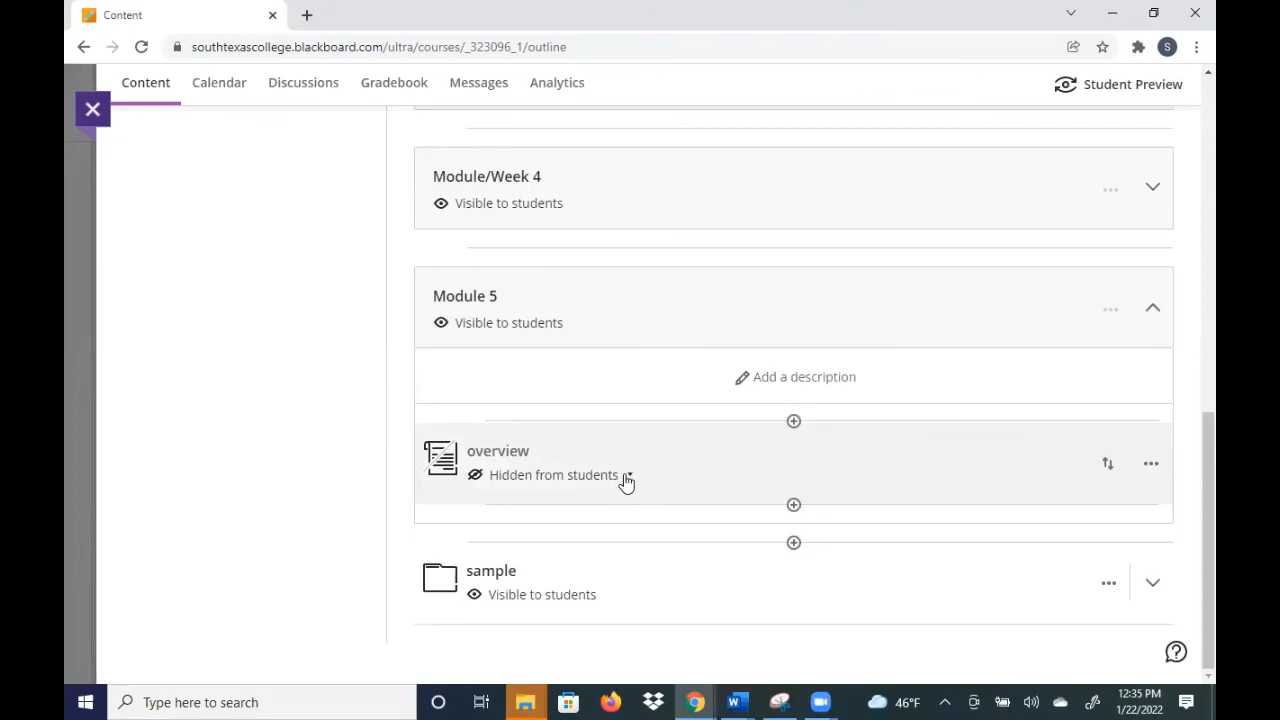 Content
southtexascollege.blackboard.com/ultra/courses/_323096_1/outline
S
Content Calendar Discussions Gradebook Messages Analytics
Student Preview
Module/Week 4
Visible to students
Module 5
Visible to students
Add a description
overview
Hidden from students
sample
Visible to students
Type here to search
46°F
12:35 PM
1/22/2022